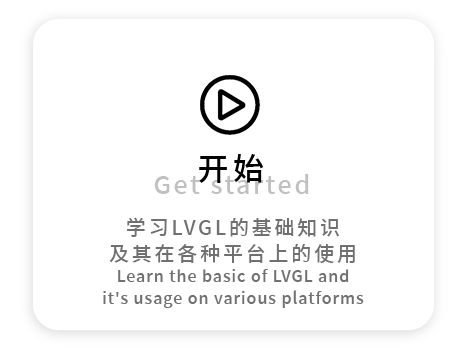 开始
Get started
学习LVGL的基础知识
及其在各种平台上的使用
Learn the basic of LVGL and
it's usage on various platforms